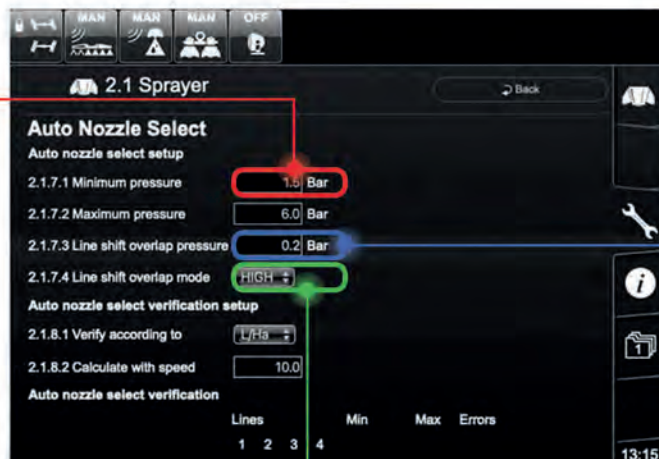 MAN MAN MAN OFF
2.1 Sprayer
Back
Auto Nozzle Select
Auto nozzle select setup
2.1.7.1 Minimum pressure 1.5 Bar
2.1.7.2 Maximum pressure 6.0 Bar
2.1.7.3 Line shift overlap pressure 0.2 Bar
2.1.7.4 Line shift overlap mode HIGH
Auto nozzle select verification setup
2.1.8.1 Verify according to L/Ha
2.1.8.2 Calculate with speed 10.0
Auto nozzle select verification
Lines Min Max Errors
1 2 3 4
1
13:15